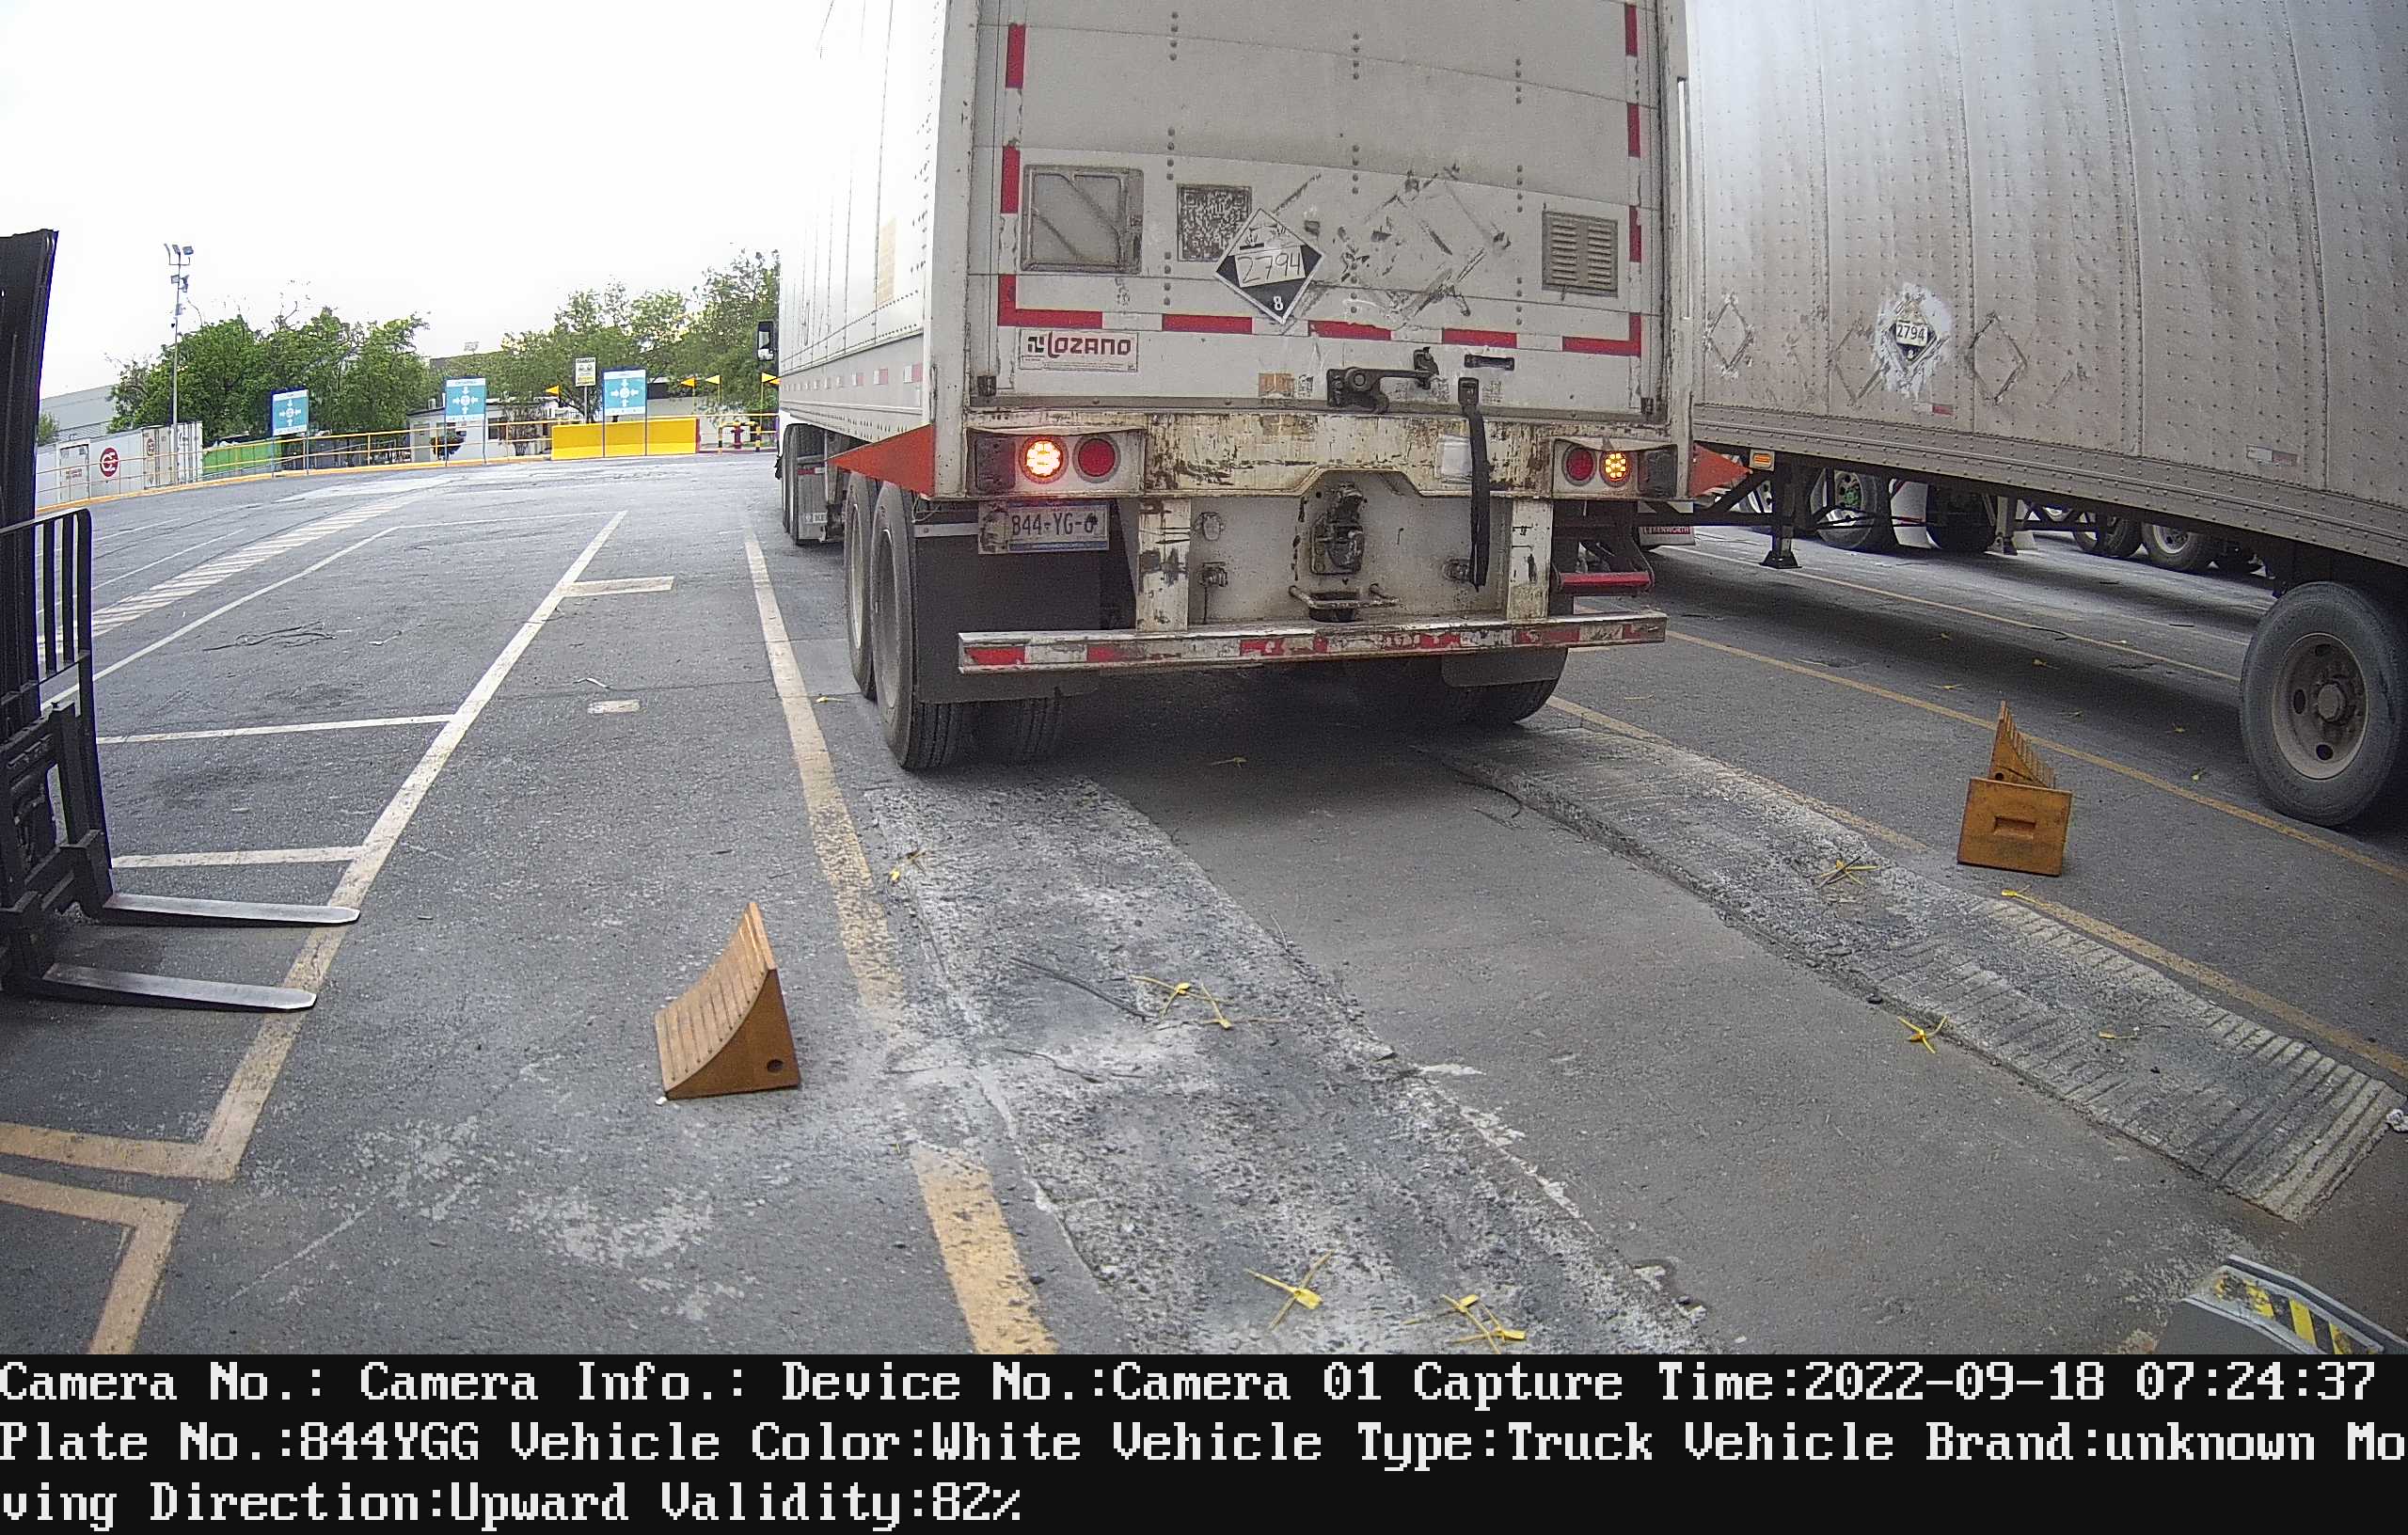 2794
8
LOZANO
2794
844-YG-6
KENWORTH
Camera No.: Camera Info.: Device No.:Camera 01 Capture Time:2022-09-18 07:24:37
Plate No.:844YGG Vehicle Color:White Vehicle Type:Truck Vehicle Brand:unknown Mo
ving Direction:Upward Validity:82%